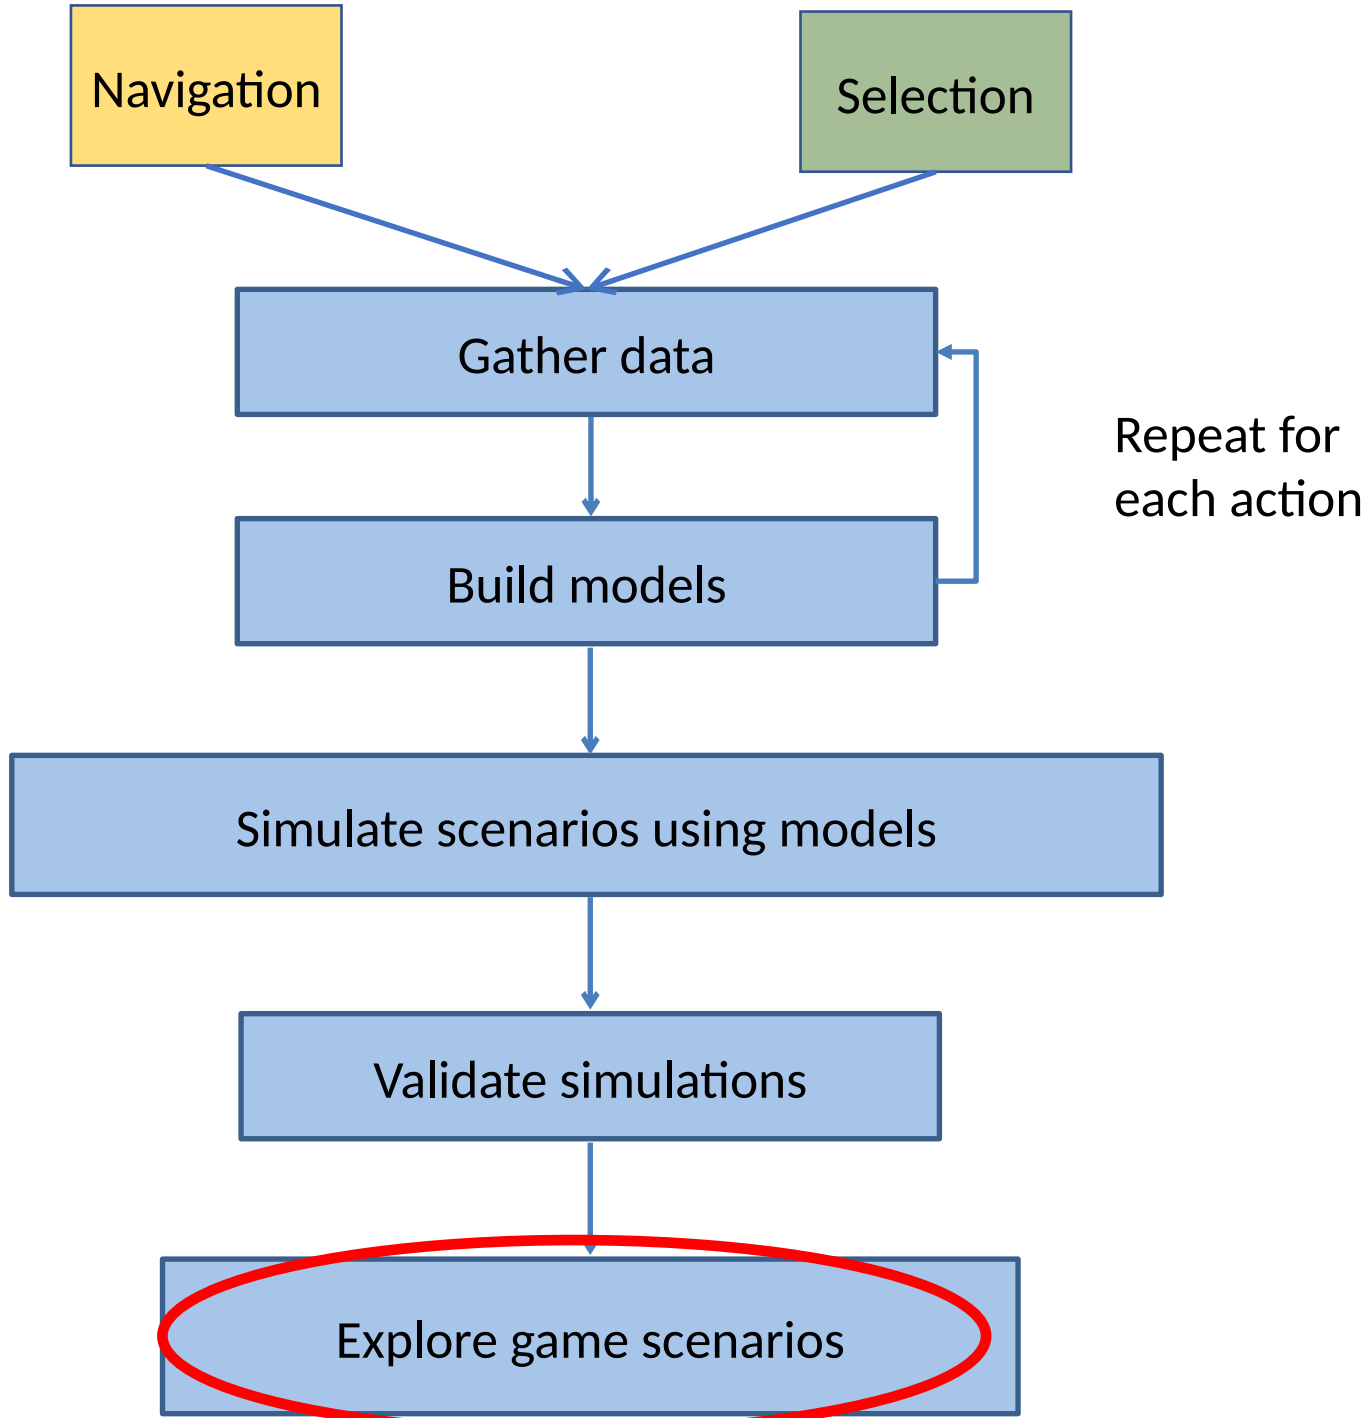 Navigation
Selection
Gather data
Repeat for
each action
Build models
Simulate scenarios using models
Validate simulations
Explore game scenarios